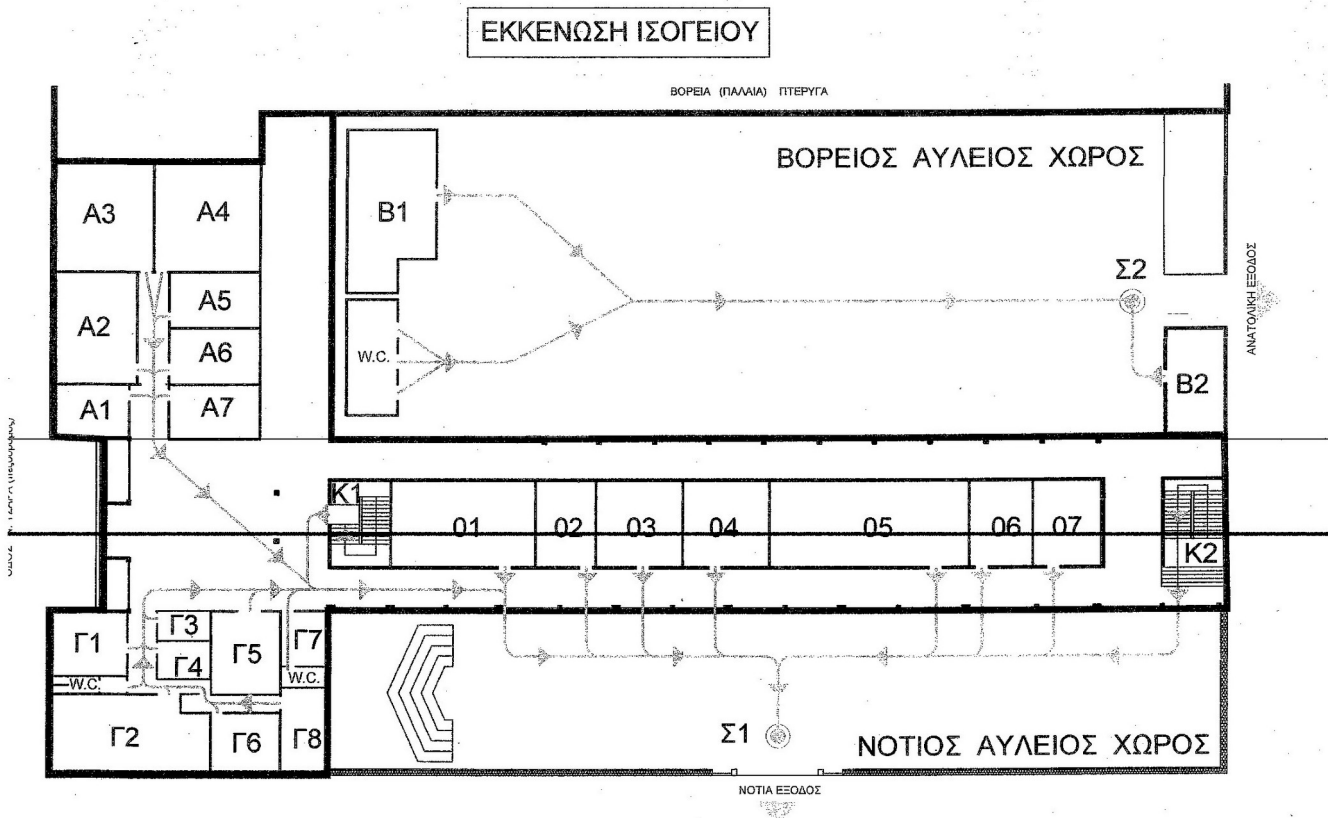 ΕΚΚΕΝΩΣΗ ΙΣΟΓΕΙΟΥ
ΒΟΡΕΙΑ (ΠΑΛΑΙΑ) ΠΤΕΡΥΓΑ
ΒΟΡΕΙΟΣ ΑΥΛΕΙΟΣ ΧΩΡΟΣ
Α3
Α4
Β1
Σ2
ΑΝΑΤΟΛΙΚΗ ΕΞΟΔΟΣ
Α2
Α5
Α6
W.C.
Β2
Α1
Α7
Κ1
01
02
03
04
05
06
07
Κ2
Γ1
Γ3
Γ4
Γ5
Γ7
W.C.
W.C.
Γ2
Γ6
Γ8
Σ1
ΝΟΤΙΟΣ ΑΥΛΕΙΟΣ ΧΩΡΟΣ
ΝΟΤΙΑ ΕΞΟΔΟΣ